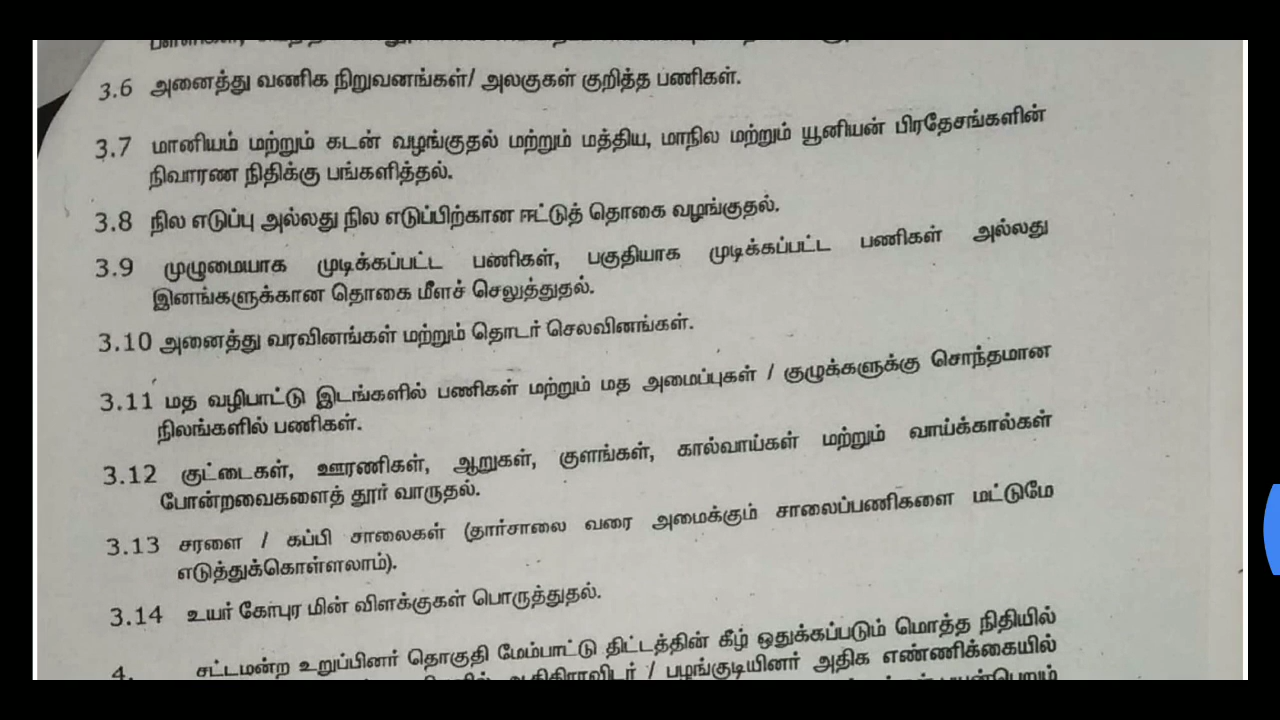 3.6 அனைத்து வணிக நிறுவனங்கள்/ அலகுகள் குறித்த பணிகள்.
3.7 மானியம் மற்றும் கடன் வழங்குதல் மற்றும் மத்திய, மாநில மற்றும் யூனியன் பிரதேசங்களின்
நிவாரண நிதிக்கு பங்களித்தல்.
3.8 நில எடுப்பு அல்லது நில எடுப்பிற்கான ஈட்டுத் தொகை வழங்குதல்.
3.9 முழுமையாக முடிக்கப்பட்ட பணிகள், பகுதியாக முடிக்கப்பட்ட பணிகள் அல்லது
இனங்களுக்கான தொகை மீளச் செலுத்துதல்.
3.10 அனைத்து வரவினங்கள் மற்றும் தொடர் செலவினங்கள்.
3.11 மத வழிபாட்டு இடங்களில் பணிகள் மற்றும் மத அமைப்புகள் / குழுக்களுக்கு சொந்தமான
நிலங்களில் பணிகள்.
3.12 குட்டைகள், ஊரணிகள், ஆறுகள், குளங்கள், கால்வாய்கள் மற்றும் வாய்க்கால்கள்
போன்றவைகளைத் தூர் வாருதல்.
3.13 சரளை / கப்பி சாலைகள் (தார்சாலை வரை அமைக்கும் சாலைப்பணிகளை மட்டுமே
எடுத்துக்கொள்ளலாம்).
3.14 உயர் கோபுர மின் விளக்குகள் பொருத்துதல்.
4. சட்டமன்ற உறுப்பினர் தொகுதி மேம்பாட்டு திட்டத்தின் கீழ் ஒதுக்கப்படும் மொத்த நிதியில்
ஆதிதிராவிடர் / பழங்குடியினர் அதிக எண்ணிக்கையில்